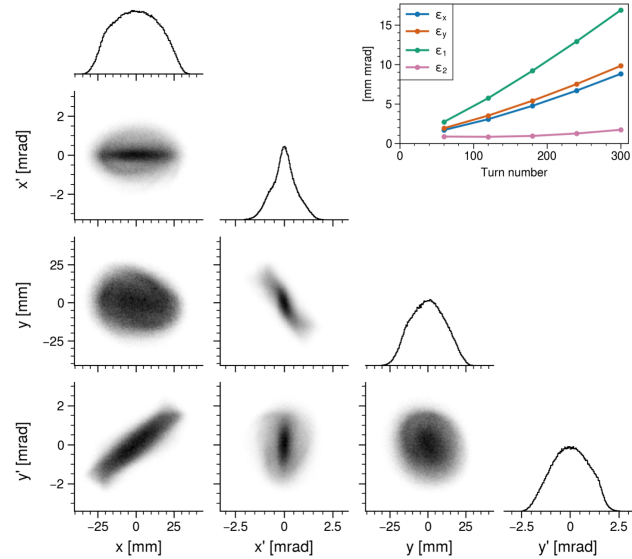 15
10
5
0
[mm mrad]
εx
εy
ε1
ε2
0 100 200 300
Turn number
2
0
−2
x' [mrad]
25
0
−25
y [mm]
2
0
−2
y' [mrad]
−25 0 25
x [mm]
−2.5 0 2.5
x' [mrad]
−25 0 25
y [mm]
−2.5 0 2.5
y' [mrad]